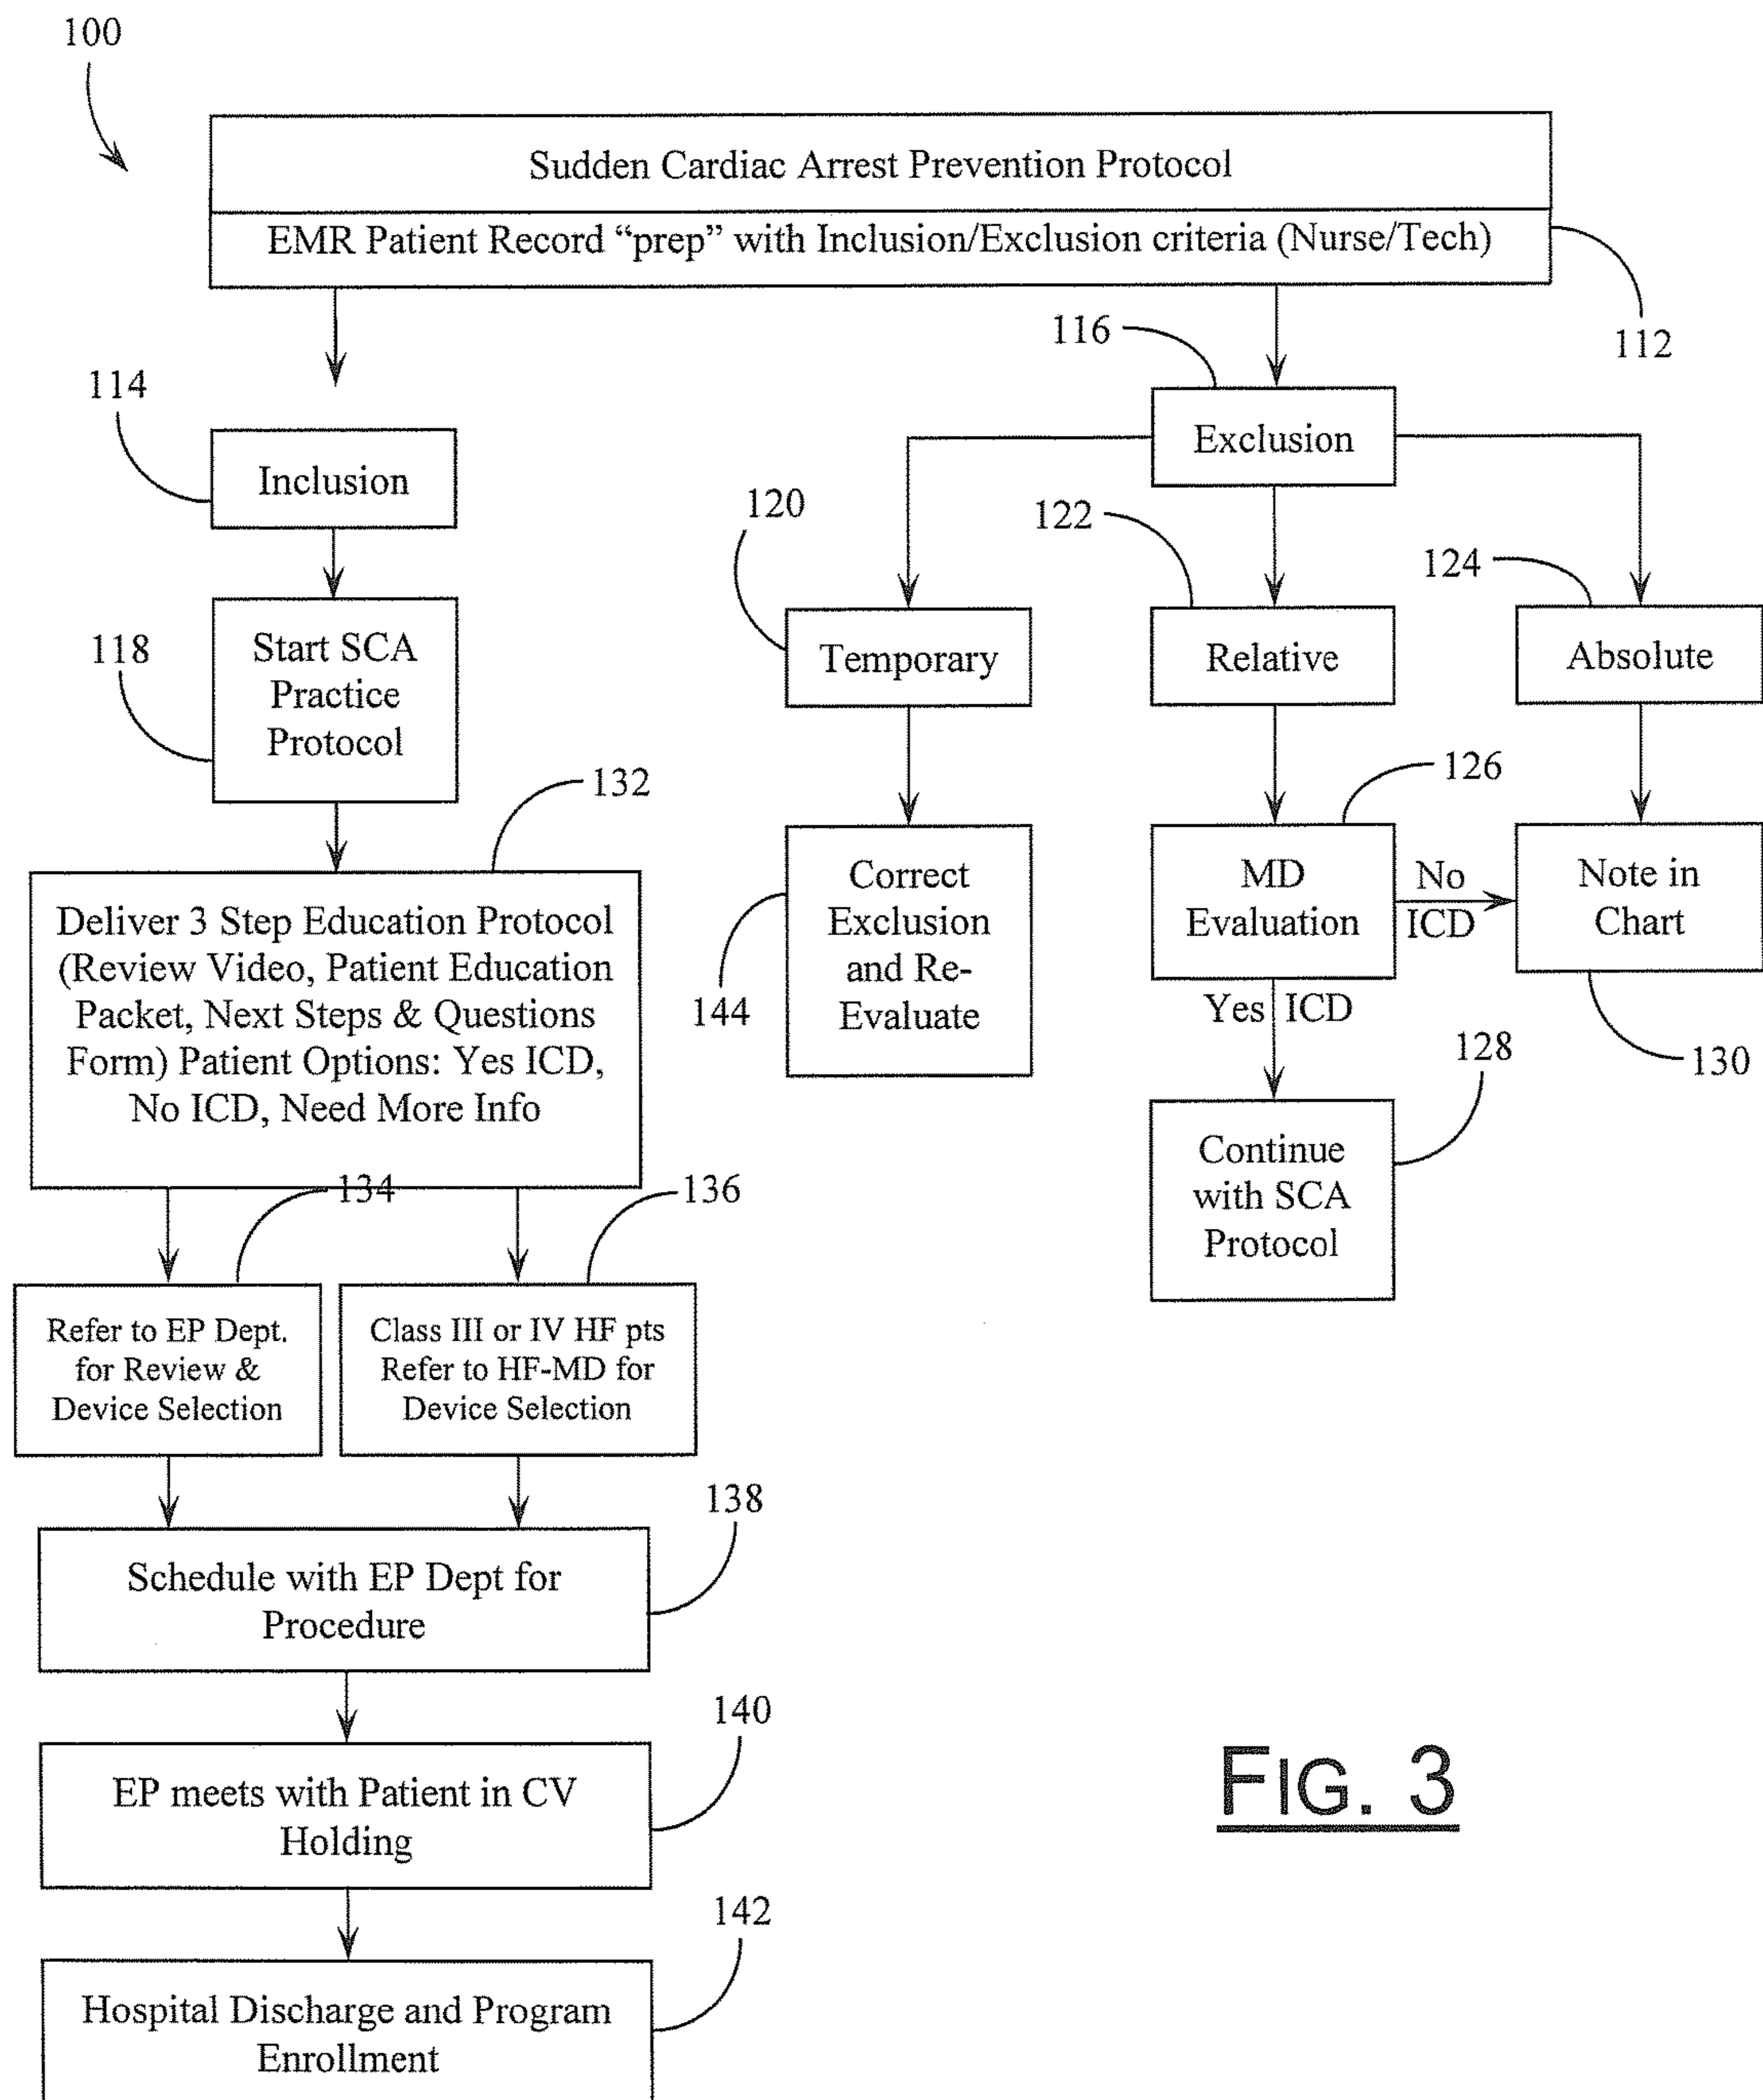 100
Sudden Cardiac Arrest Prevention Protocol
EMR Patient Record “prep” with Inclusion/Exclusion criteria (Nurse/Tech)
112
114
Inclusion
116
Exclusion
118
Start SCA
Practice
Protocol
120
Temporary
122
Relative
124
Absolute
132
Deliver 3 Step Education Protocol
(Review Video, Patient Education
Packet, Next Steps & Questions
Form) Patient Options: Yes ICD,
No ICD, Need More Info
144
Correct
Exclusion
and Re-
Evaluate
126
MD
Evaluation
No
ICD
Note in
Chart
130
Yes ICD
128
Continue
with SCA
Protocol
134
136
Refer to EP Dept.
for Review &
Device Selection
Class III or IV HF pts
Refer to HF-MD for
Device Selection
138
Schedule with EP Dept for
Procedure
140
EP meets with Patient in CV
Holding
142
Hospital Discharge and Program
Enrollment
FIG. 3